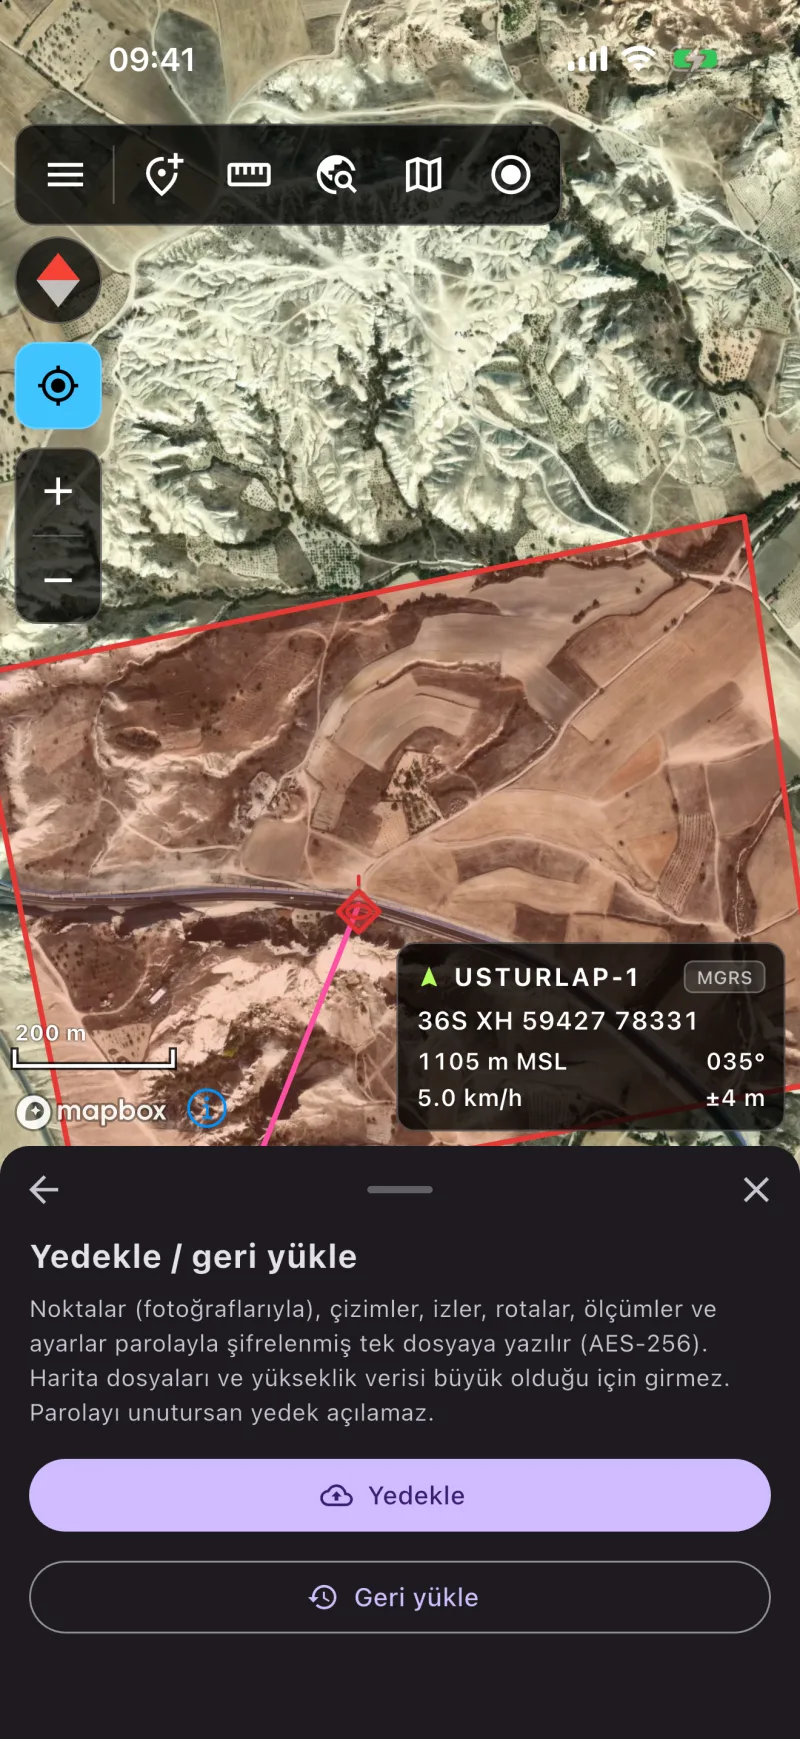 09:41
USTURLAP-1 MGRS
36S XH 59427 78331
1105 m MSL 035°
5.0 km/h ±4 m
200 m
mapbox
Yedekle / geri yükle
Noktalar (fotoğraflarıyla), çizimler, izler, rotalar, ölçümler ve
ayarlar parolayla şifrelenmiş tek dosyaya yazılır (AES-256).
Harita dosyaları ve yükseklik verisi büyük olduğu için girmez.
Parolayı unutursan yedek açılamaz.
Yedekle
Geri yükle